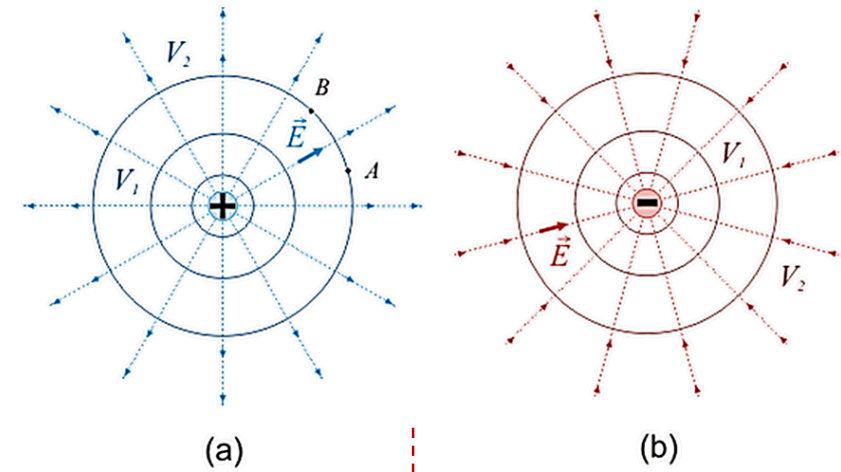 V₂
B
E⃗
A
V₁
+
(a)
V₁
−
E⃗
V₂
(b)